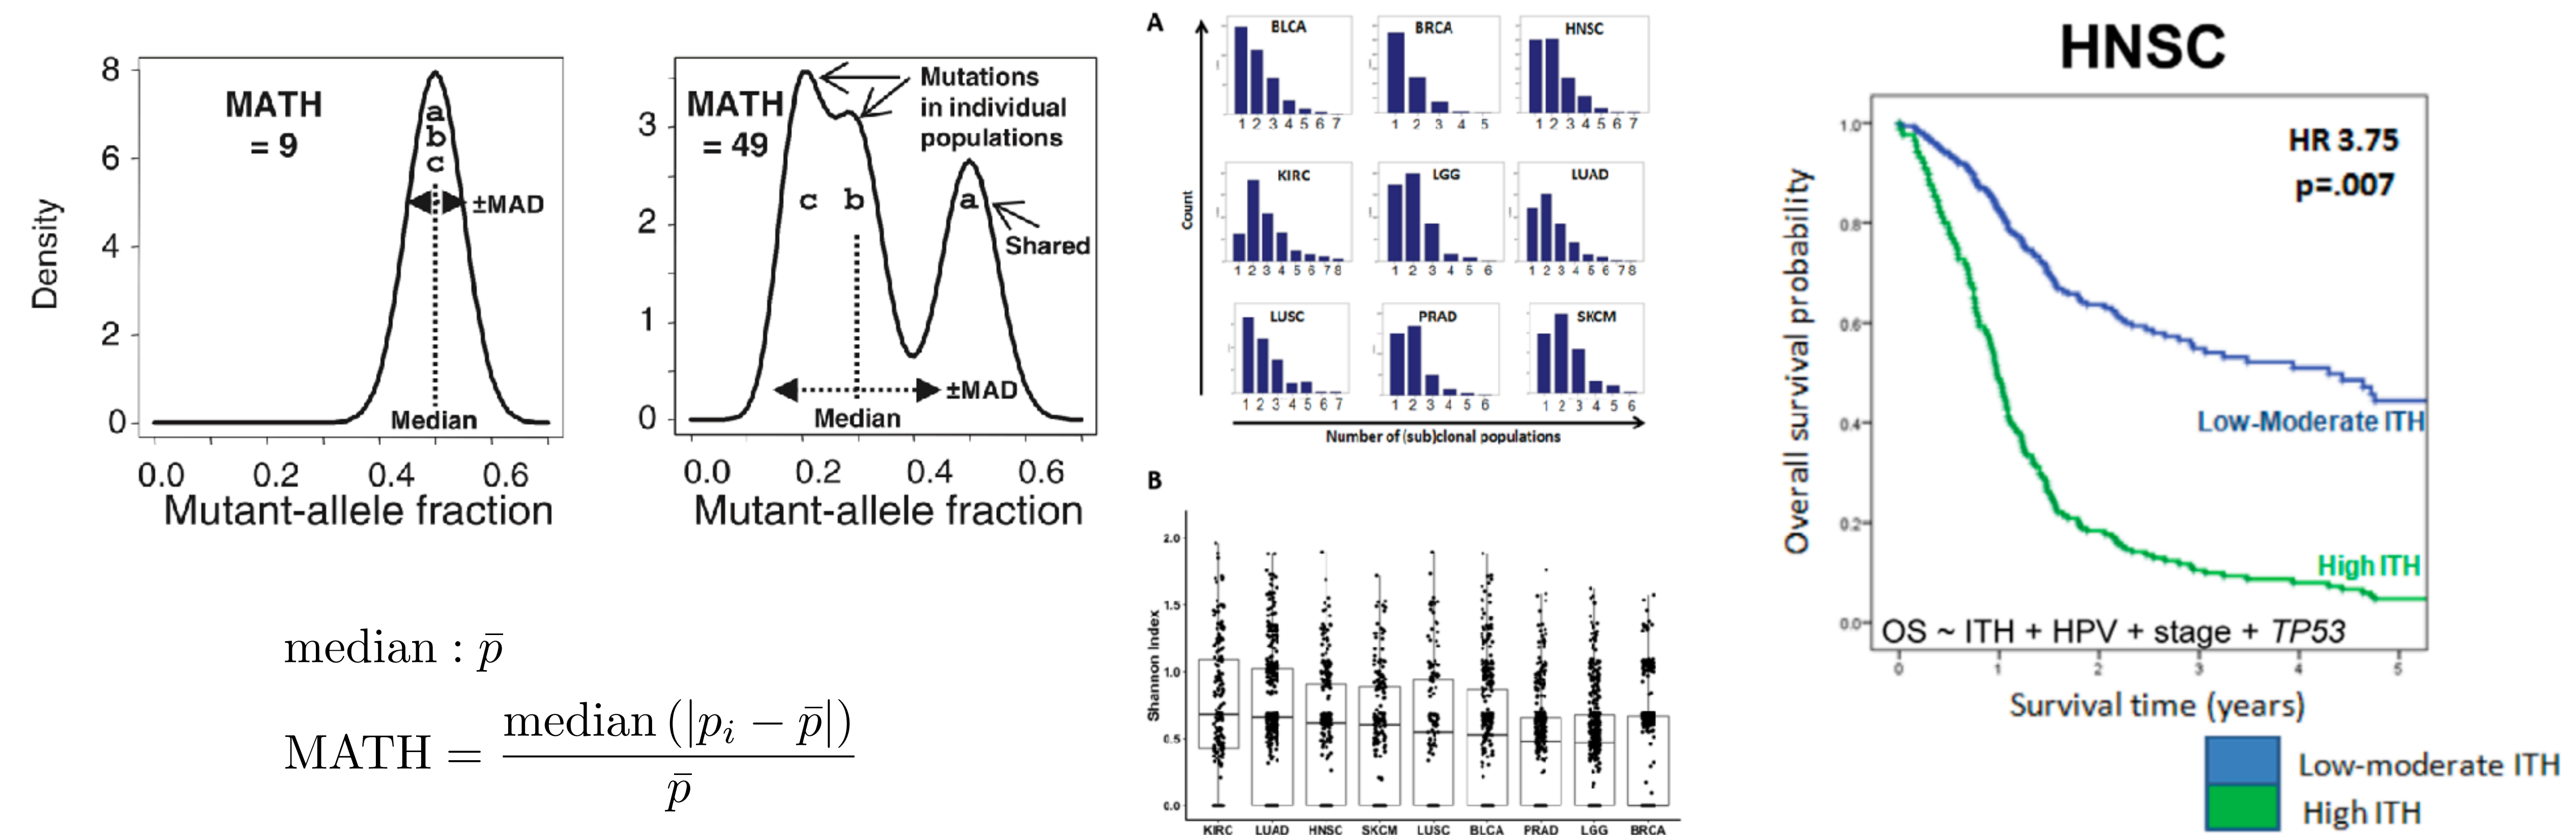 Density
8
6
4
2
0
MATH
= 9
a
b
c
±MAD
Median
0.0 0.2 0.4 0.6
Mutant-allele fraction
3
2
1
0
MATH
= 49
Mutations
in individual
populations
c b a
Shared
±MAD
Median
0.0 0.2 0.4 0.6
Mutant-allele fraction
median : p̄
MATH = median (|pᵢ − p̄|) / p̄
A
Count
BLCA
1 2 3 4 5 6 7
BRCA
1 2 3 4 5
HNSC
1 2 3 4 5 6 7
KIRC
1 2 3 4 5 6 7 8
LGG
1 2 3 4 5 6
LUAD
1 2 3 4 5 6 7 8
LUSC
1 2 3 4 5 6 7
PRAD
1 2 3 4 5 6
SKCM
1 2 3 4 5 6
Number of (sub)clonal populations
B
Shannon Index
2.0
1.5
1.0
0.5
0.0
KIRC LUAD HNSC SKCM LUSC BLCA PRAD LGG BRCA
HNSC
Overall survival probability
1.0
0.8
0.6
0.4
0.2
0.0
HR 3.75
p=.007
Low-Moderate ITH
High ITH
OS ~ ITH + HPV + stage + TP53
0 1 2 3 4 5
Survival time (years)
Low-moderate ITH
High ITH